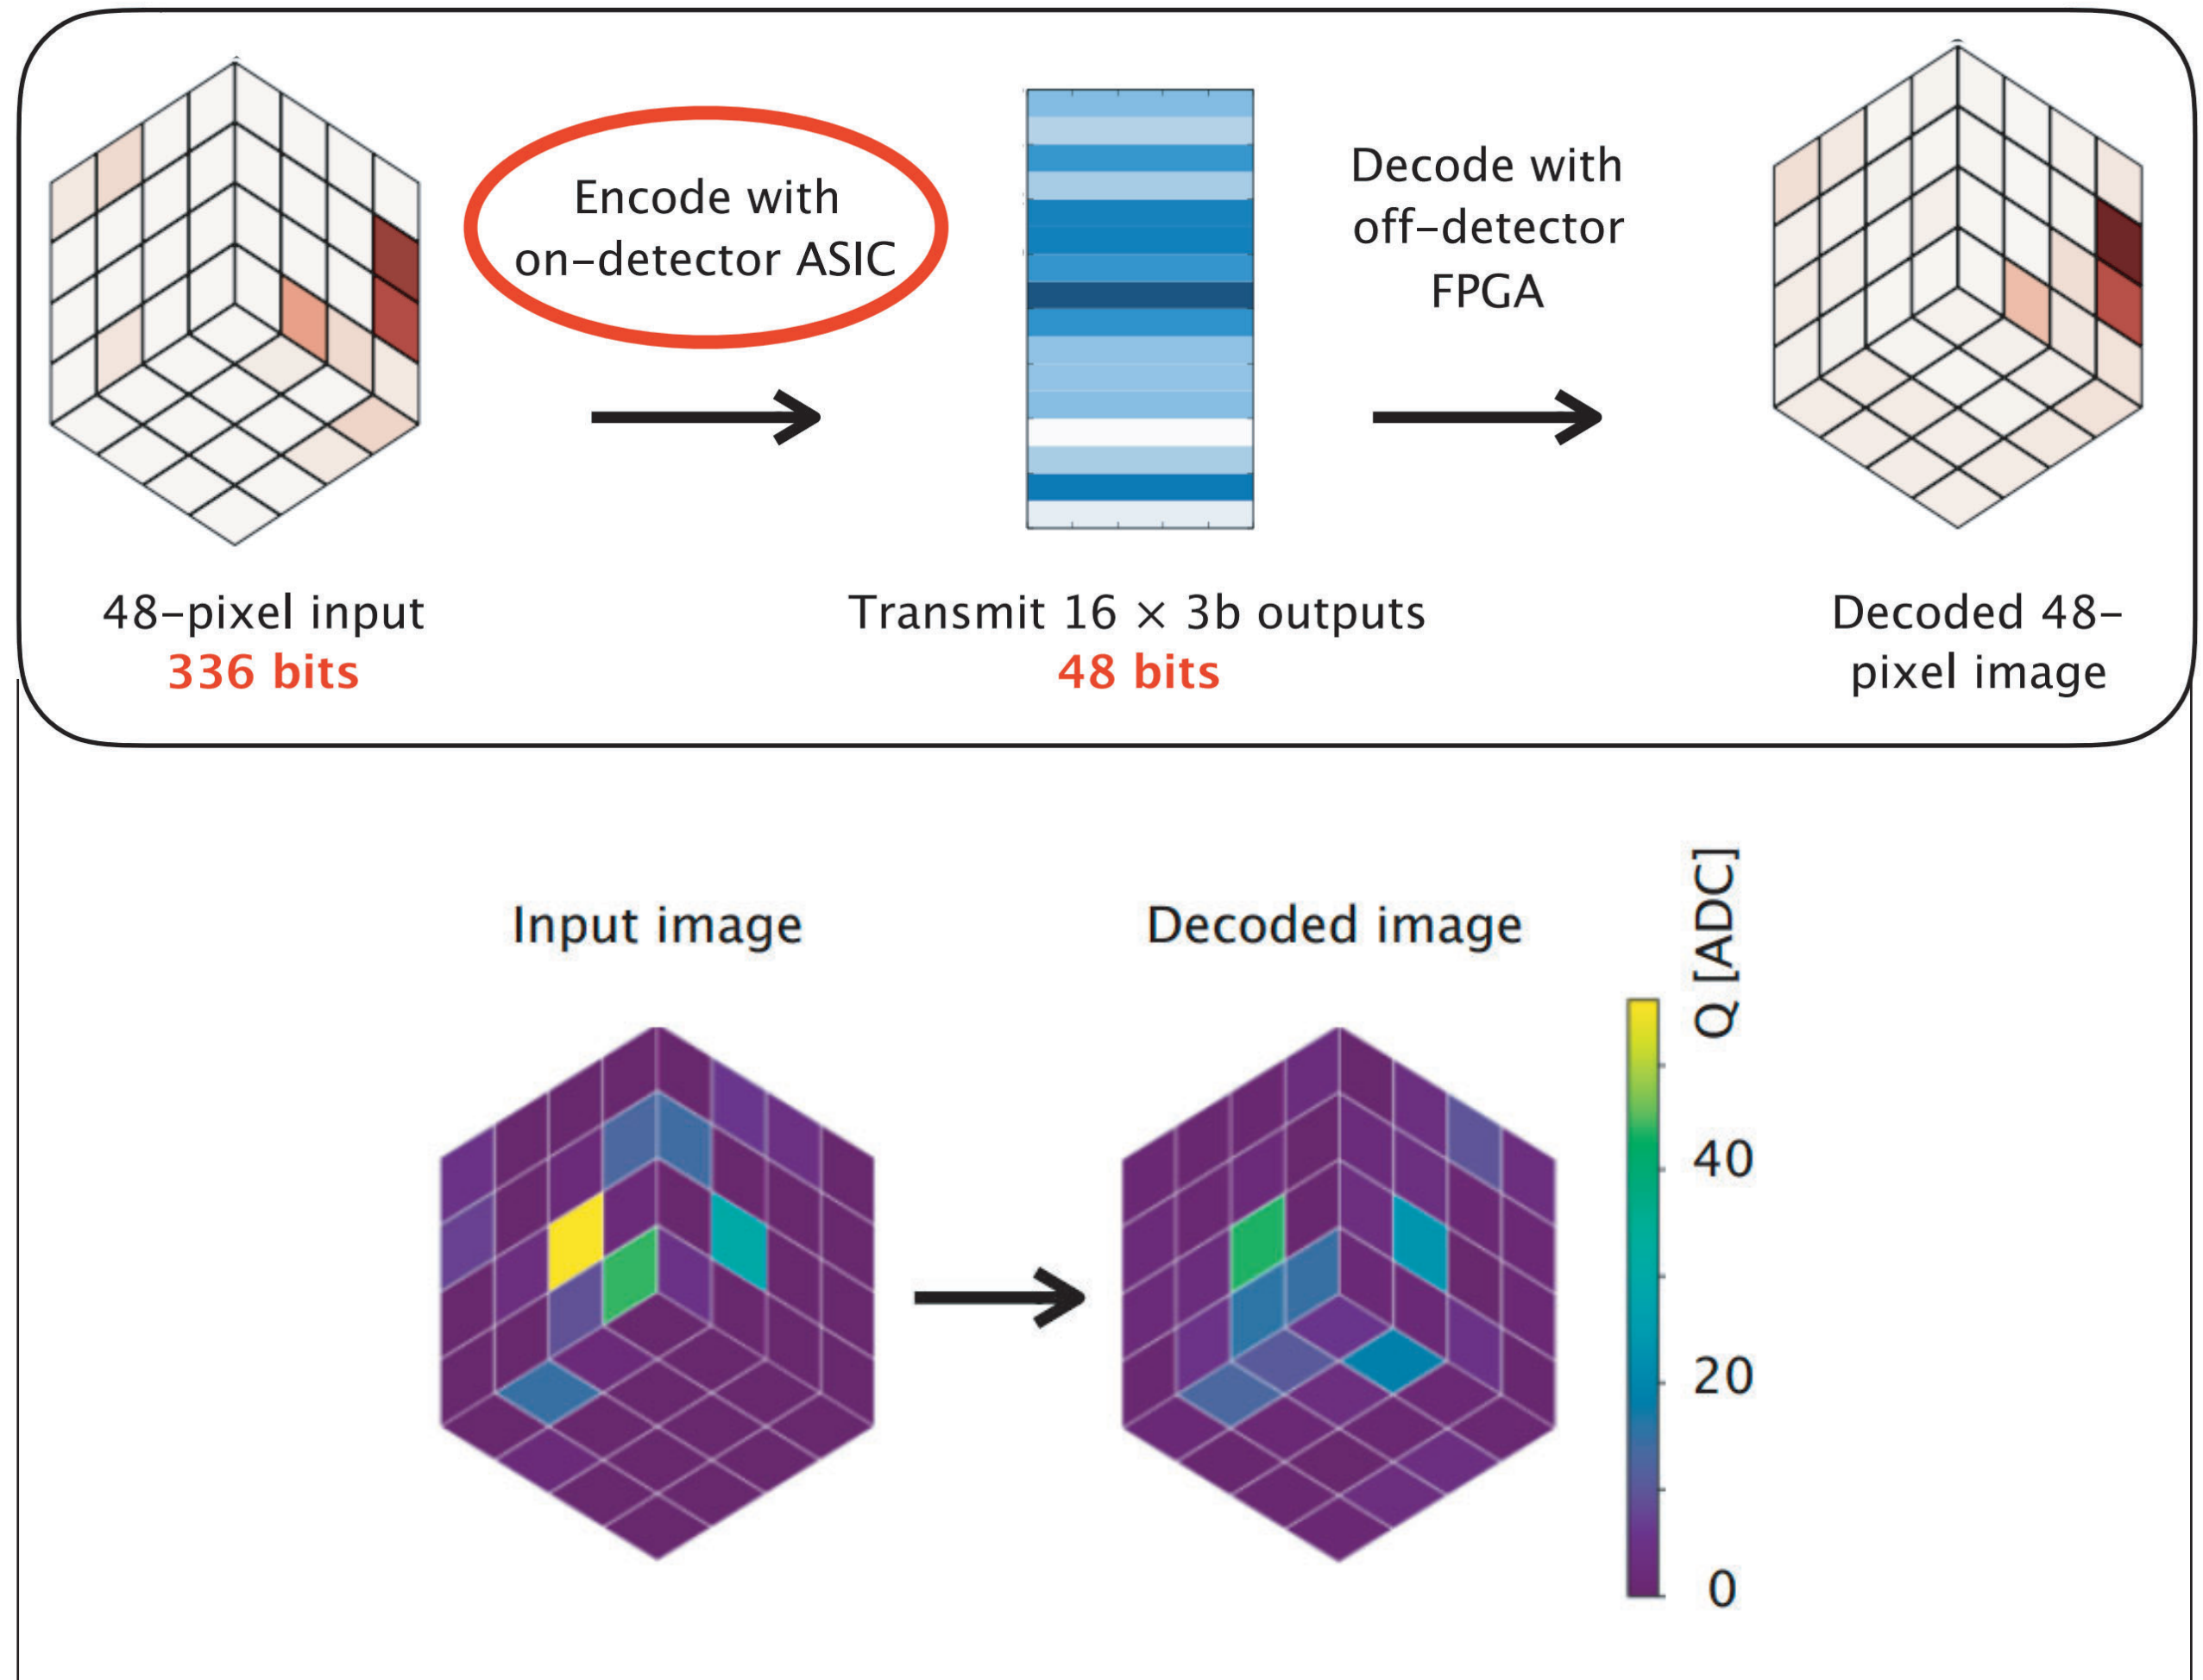 Encode with
on-detector ASIC
Decode with
off-detector
FPGA
48-pixel input
336 bits
Transmit 16 × 3b outputs
48 bits
Decoded 48-
pixel image
Input image
Decoded image
Q [ADC]
40
20
0